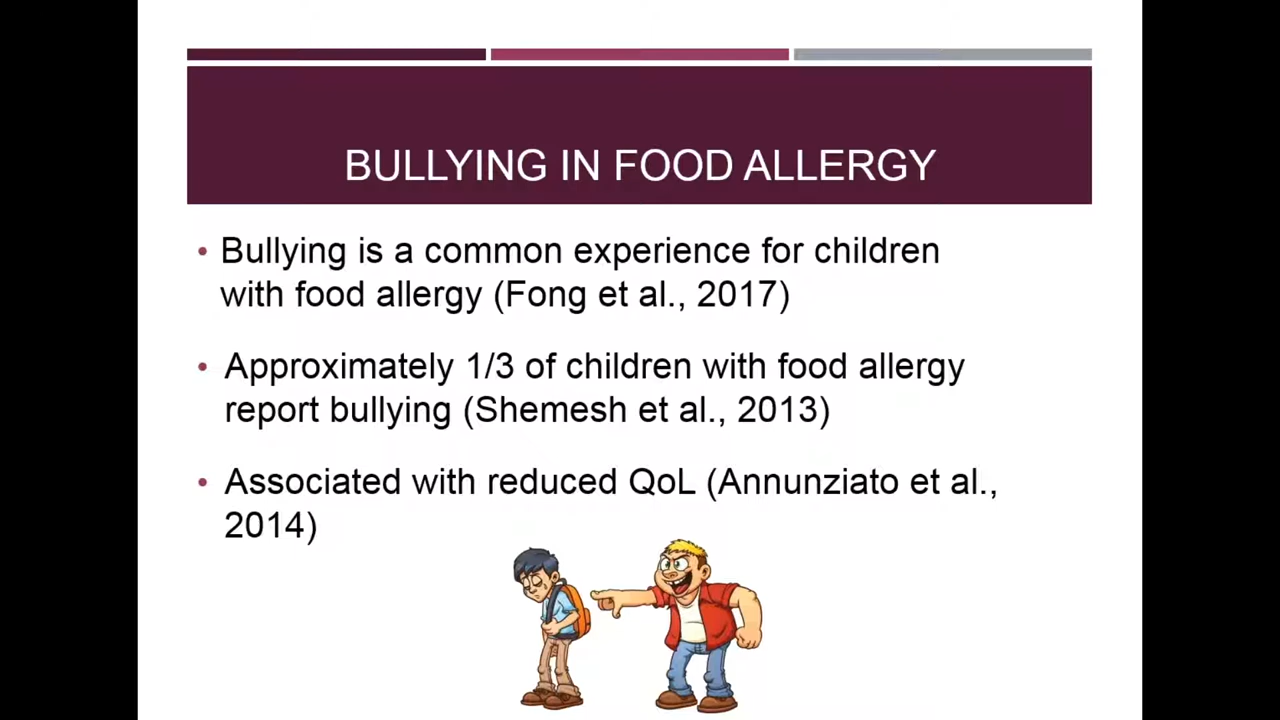 BULLYING IN FOOD ALLERGY
• Bullying is a common experience for children
with food allergy (Fong et al., 2017)
• Approximately 1/3 of children with food allergy
report bullying (Shemesh et al., 2013)
• Associated with reduced QoL (Annunziato et al.,
2014)